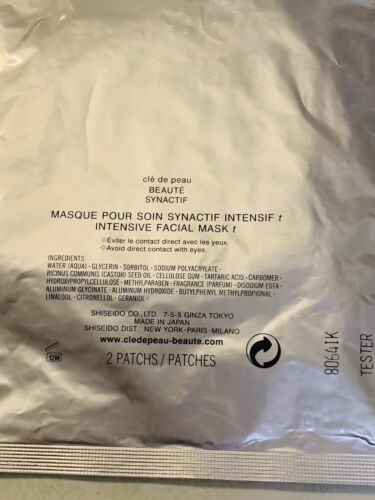 clé de peau
BEAUTÉ
SYNACTIF
MASQUE POUR SOIN SYNACTIF INTENSIF t
INTENSIVE FACIAL MASK t
◇Éviter le contact direct avec les yeux.
◇Avoid direct contact with eyes.
INGREDIENTS:
WATER (AQUA)・GLYCERIN・SORBITOL・SODIUM POLYACRYLATE・
RICINUS COMMUNIS (CASTOR) SEED OIL・CELLULOSE GUM・TARTARIC ACID・CARBOMER・
HYDROXYPROPYLCELLULOSE・METHYLPARABEN・FRAGRANCE (PARFUM)・DISODIUM EDTA・
ALUMINUM GLYCINATE・ALUMINUM HYDROXIDE・BUTYLPHENYL METHYLPROPIONAL・
LINALOOL・CITRONELLOL・GERANIOL・
SHISEIDO CO.,LTD. 7-5-5 GINZA TOKYO
MADE IN JAPAN
SHISEIDO DIST. NEW YORK・PARIS・MILANO
www.cledepeau-beaute.com
12M
2 PATCHS / PATCHES
8064IK
TESTER